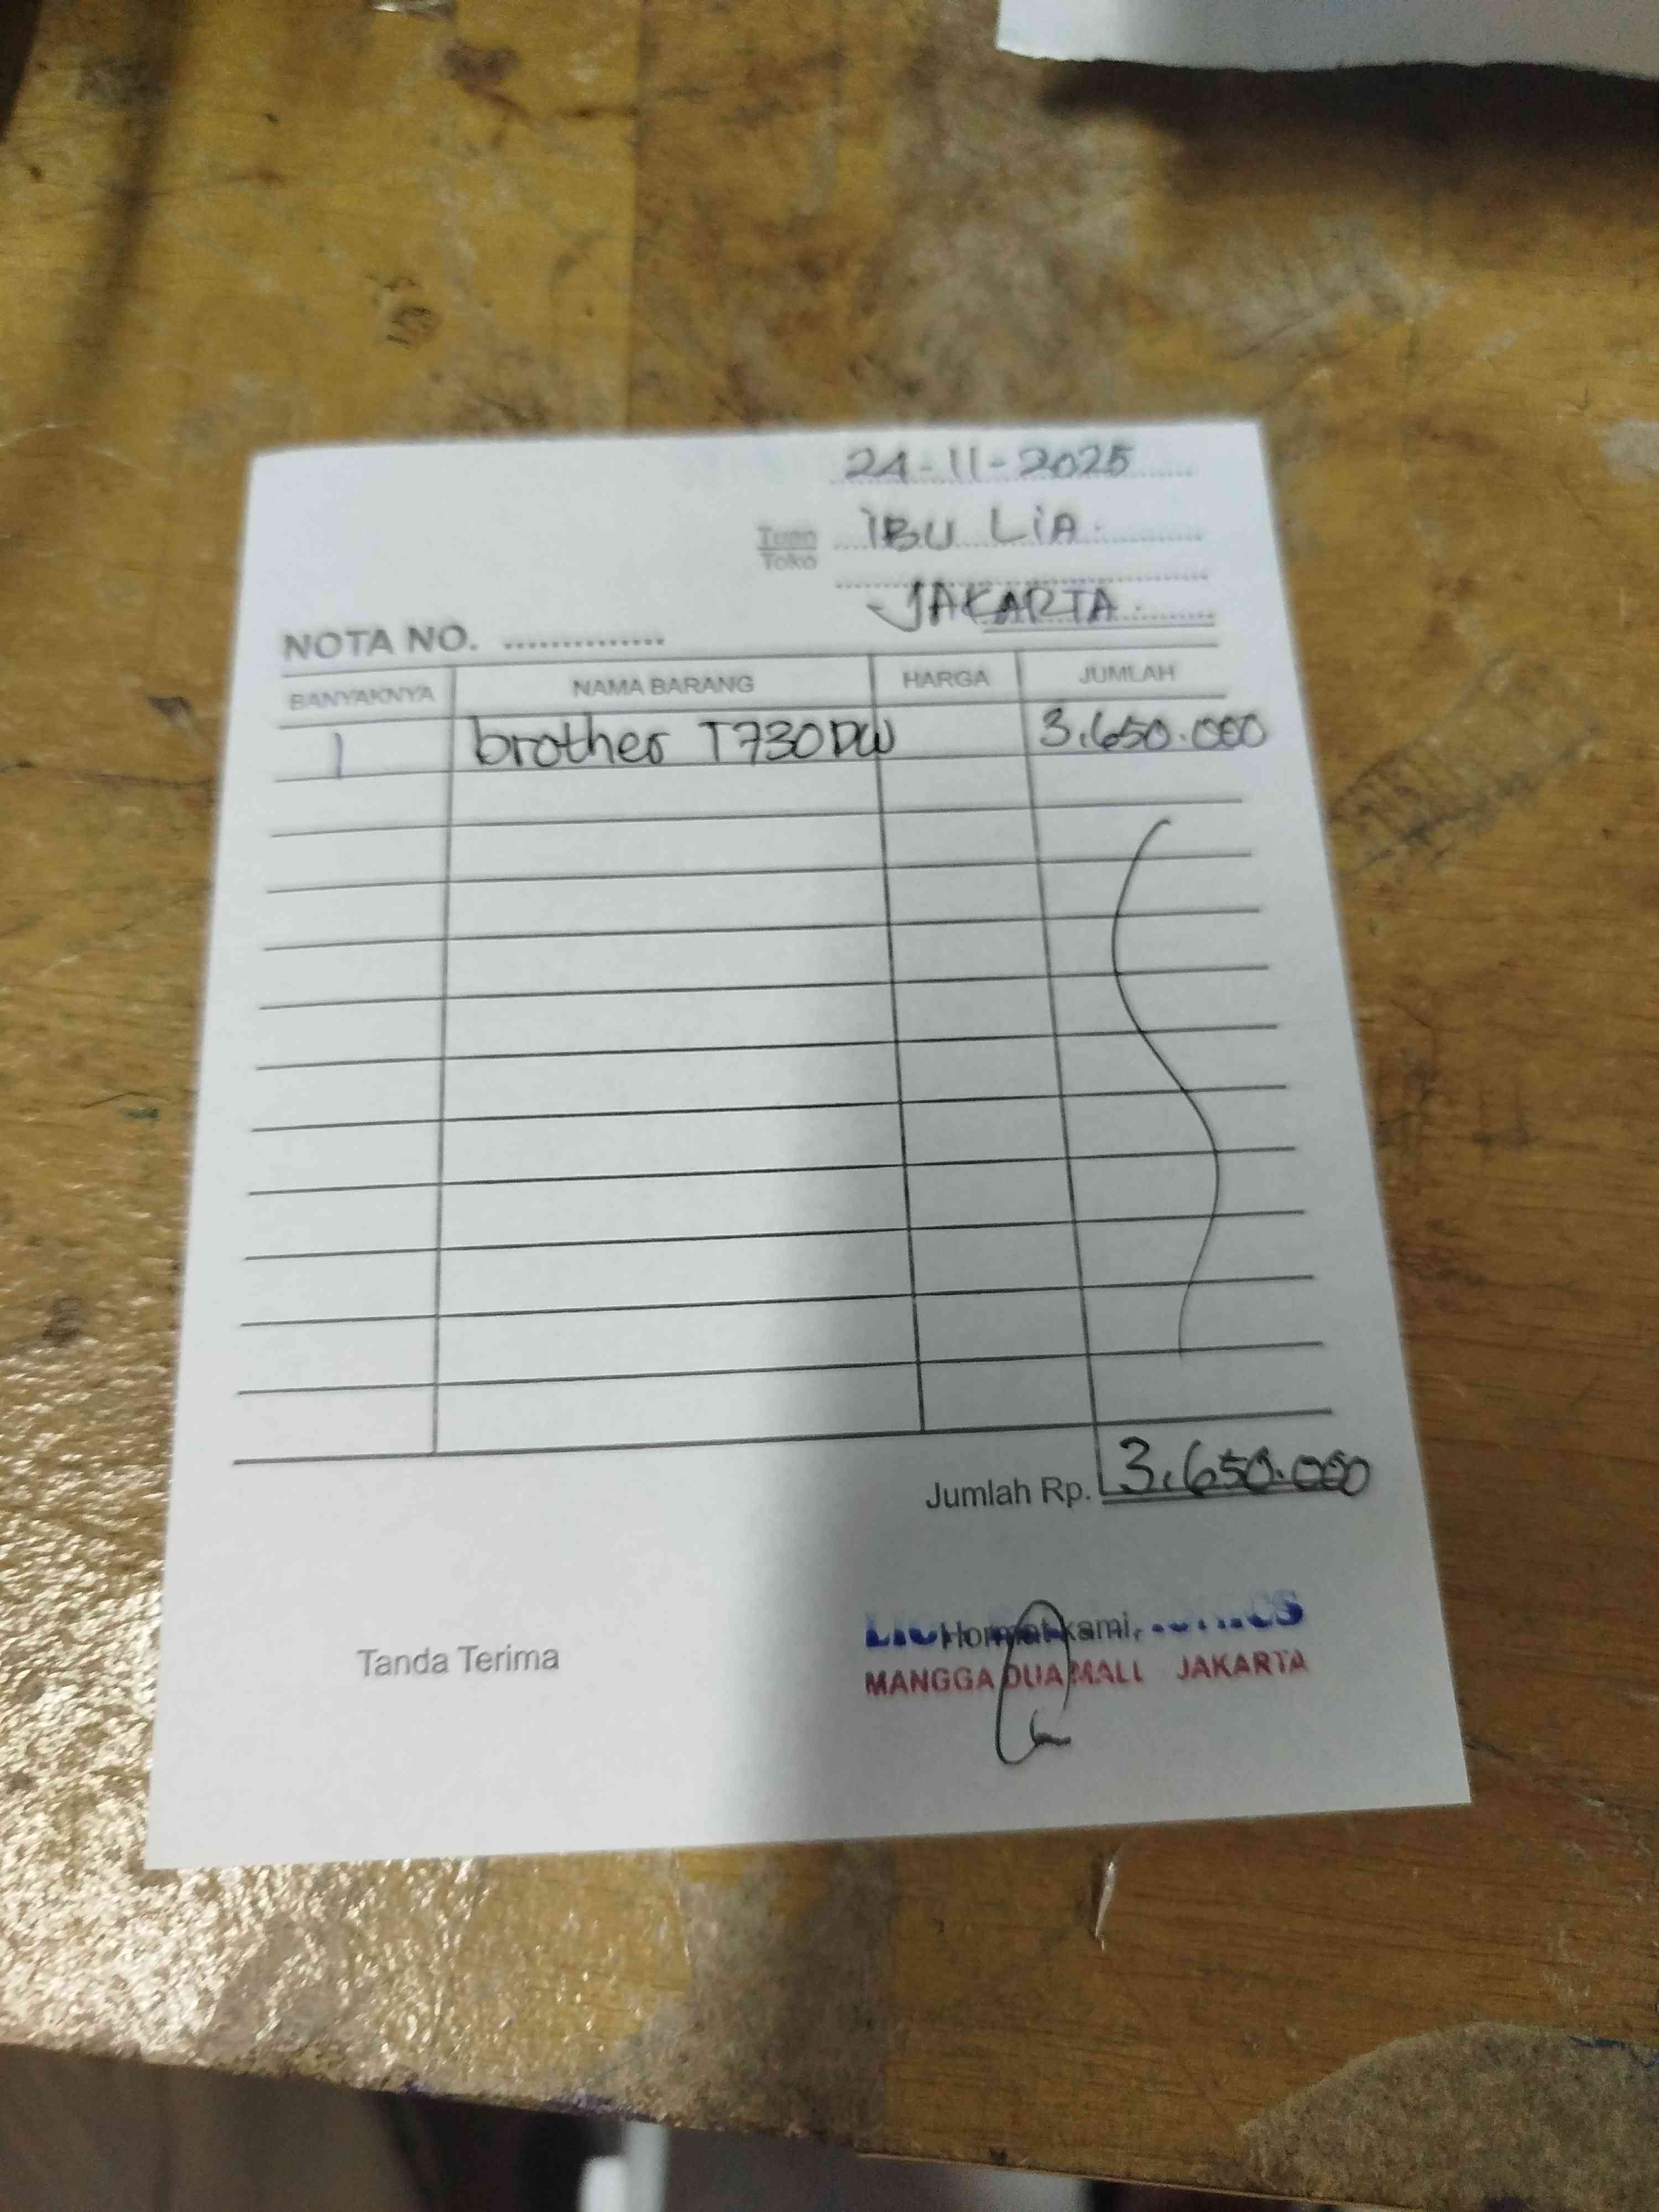 24-11-2025
Tuan IBU LIA.
Toko
JAKARTA.
NOTA NO. ...............
BANYAKNYA NAMA BARANG HARGA JUMLAH
1 brother T730DW 3.650.000
Jumlah Rp. 3.650.000
Tanda Terima Hormat kami,
MANGGA DUA MALL JAKARTA